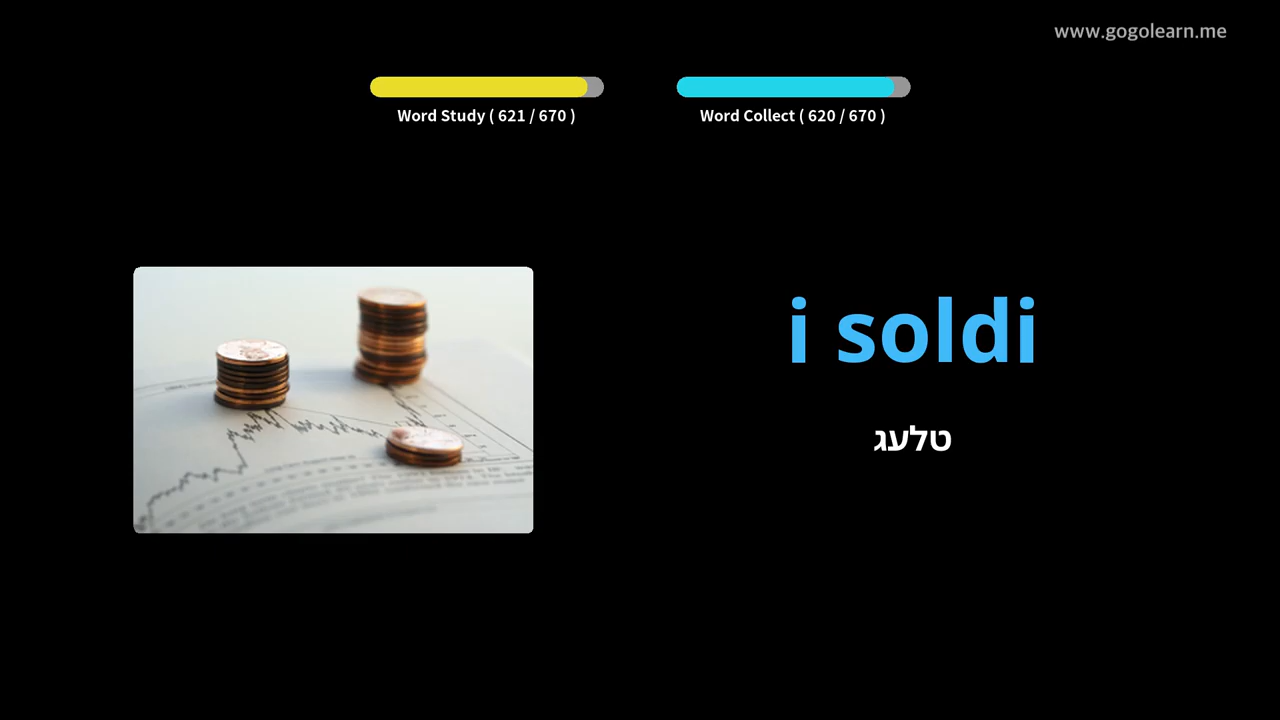 www.gogolearn.me
Word Study ( 621 / 670 )
Word Collect ( 620 / 670 )
i soldi
טלעג